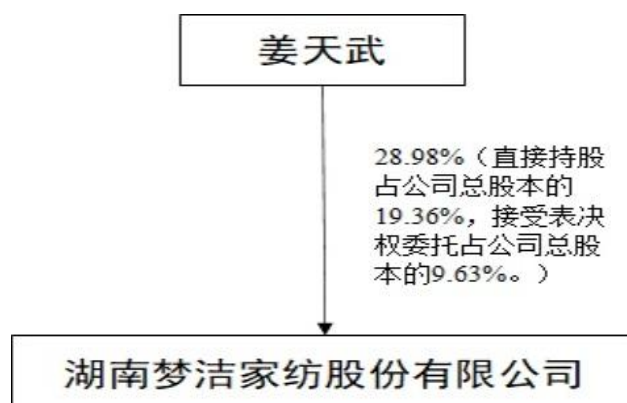 姜天武
28.98%（直接持股
占公司总股本的
19.36%，接受表决
权委托占公司总股
本的9.63%。）
湖南梦洁家纺股份有限公司